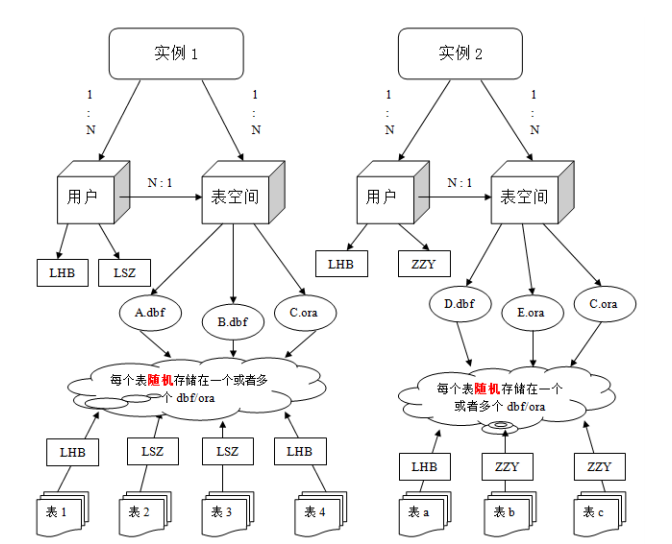 实例 1
实例 2
1
:
N
1
:
N
1
:
N
1
:
N
用户
N : 1
表空间
用户
N : 1
表空间
LHB
LSZ
LHB
ZZY
A.dbf
B.dbf
C.ora
D.dbf
E.ora
C.ora
每个表随机存储在一个或者多
个 dbf/ora
每个表随机存储在一个
或者多个 dbf/ora
LHB
LSZ
LSZ
LHB
LHB
ZZY
ZZY
表 1
表 2
表 3
表 4
表 a
表 b
表 c